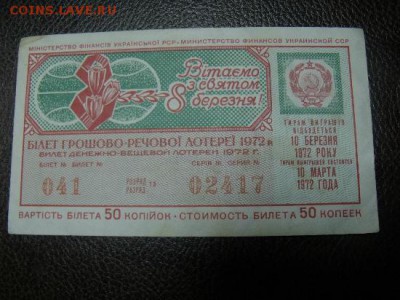 COINS.LAVE.RU
МІНІСТЕРСТВО ФІНАНСІВ УКРАЇНСЬКОЇ РСР · МИНИСТЕРСТВО ФИНАНСОВ УКРАИНСКОЙ ССР
Вітаємо
з святом
8 березня!
БІЛЕТ ГРОШОВО-РЕЧОВОЇ ЛОТЕРЕЇ 1972 р.
БИЛЕТ ДЕНЕЖНО-ВЕЩЕВОЙ ЛОТЕРЕИ 1972 Г.
БІЛЕТ № БИЛЕТ №
СЕРІЯ № СЕРИЯ №
041
РОЗРЯД
РАЗРЯД
02417
ТИРАЖ ВИГРАШІВ
ВІДБУДЕТЬСЯ
10 БЕРЕЗНЯ
1972 РОКУ
ТИРАЖ ВЫИГРЫШЕЙ СОСТОИТСЯ
10 МАРТА
1972 ГОДА
ВАРТІСТЬ БІЛЕТА 50 КОПІЙОК · СТОИМОСТЬ БИЛЕТА 50 КОПЕЕК